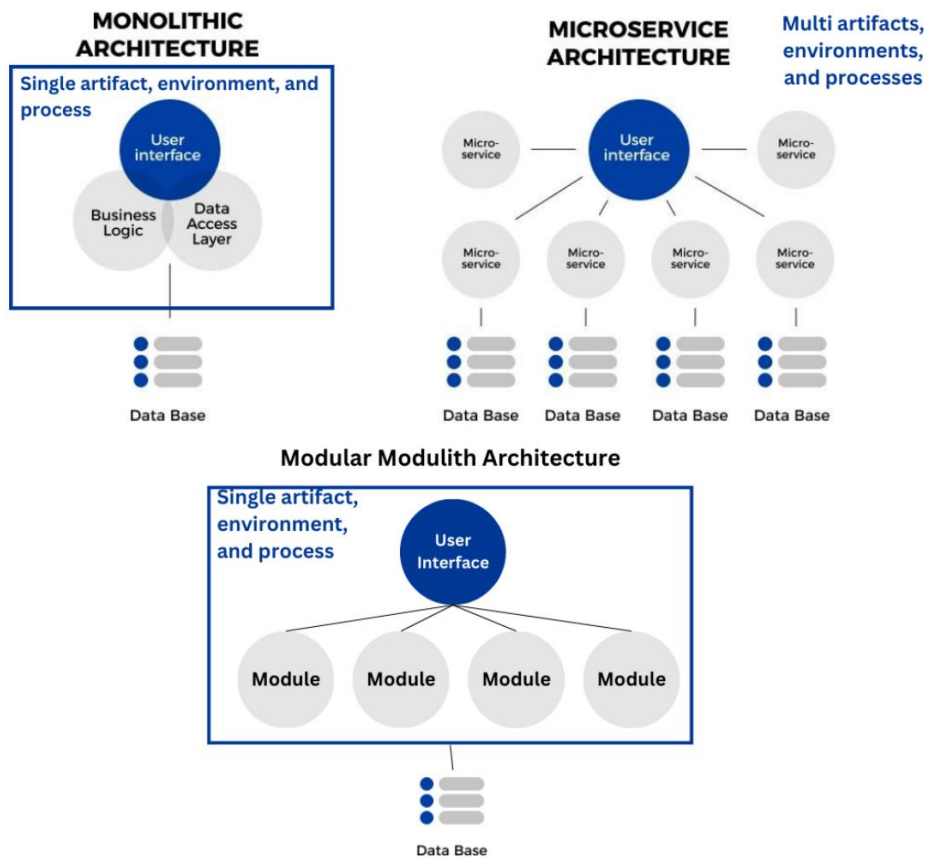 MONOLITHIC
ARCHITECTURE
Single artifact, environment, and
process
User
interface
Business
Logic
Data
Access
Layer
Data Base
MICROSERVICE
ARCHITECTURE
Multi artifacts,
environments,
and processes
Micro-
service
User
interface
Micro-
service
Micro-
service
Micro-
service
Micro-
service
Micro-
service
Data Base
Data Base
Data Base
Data Base
Modular Modulith Architecture
Single artifact,
environment,
and process
User
Interface
Module
Module
Module
Module
Data Base